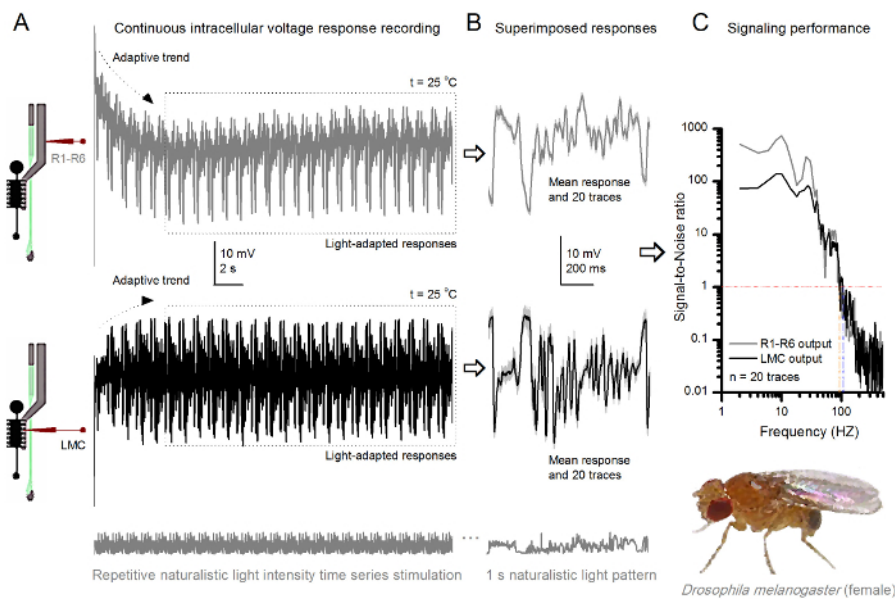 A
Continuous intracellular voltage response recording
B
Superimposed responses
C
Signaling performance
Adaptive trend
t = 25 °C
R1-R6
Light-adapted responses
10 mV
2 s
Mean response
and 20 traces
10 mV
200 ms
Adaptive trend
t = 25 °C
LMC
Light-adapted responses
Mean response
and 20 traces
Signal-to-Noise ratio
1000
100
10
1
0.1
0.01
R1-R6 output
LMC output
n = 20 traces
1
10
100
Frequency (HZ)
Repetitive naturalistic light intensity time series stimulation
...
1 s naturalistic light pattern
Drosophila melanogaster (female)